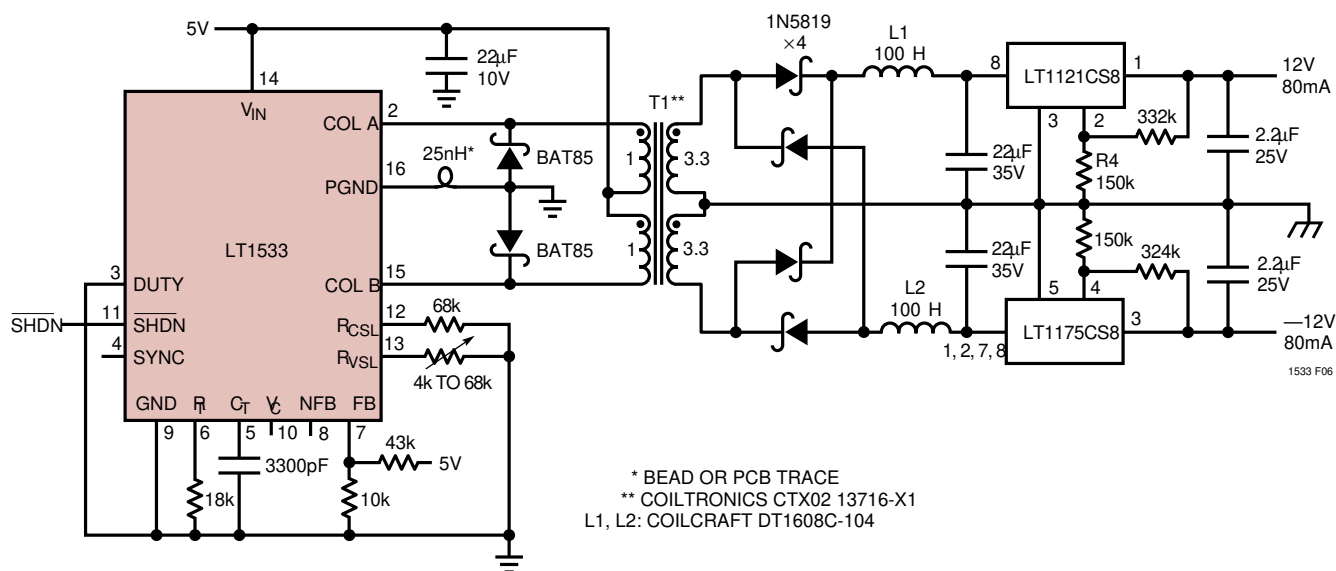 5V
22µF
10V
14
VIN
COL A
2
25nH*
16
PGND
BAT85
BAT85
LT1533
3
DUTY
15
COL B
SHDN
11
SHDN
4
SYNC
12
RCSL
68k
13
RVSL
4k TO 68k
GND
RT
CT
VC
NFB
FB
9
6
5
10
8
7
18k
3300pF
43k
5V
10k
T1**
1
3.3
1
3.3
1N5819
×4
L1
100 H
8
LT1121CS8
1
12V
80mA
3
2
332k
22µF
35V
R4
150k
2.2µF
25V
22µF
35V
150k
324k
2.2µF
25V
L2
100 H
5
4
1, 2, 7, 8
LT1175CS8
3
—12V
80mA
1533 F06
* BEAD OR PCB TRACE
** COILTRONICS CTX02 13716-X1
L1, L2: COILCRAFT DT1608C-104